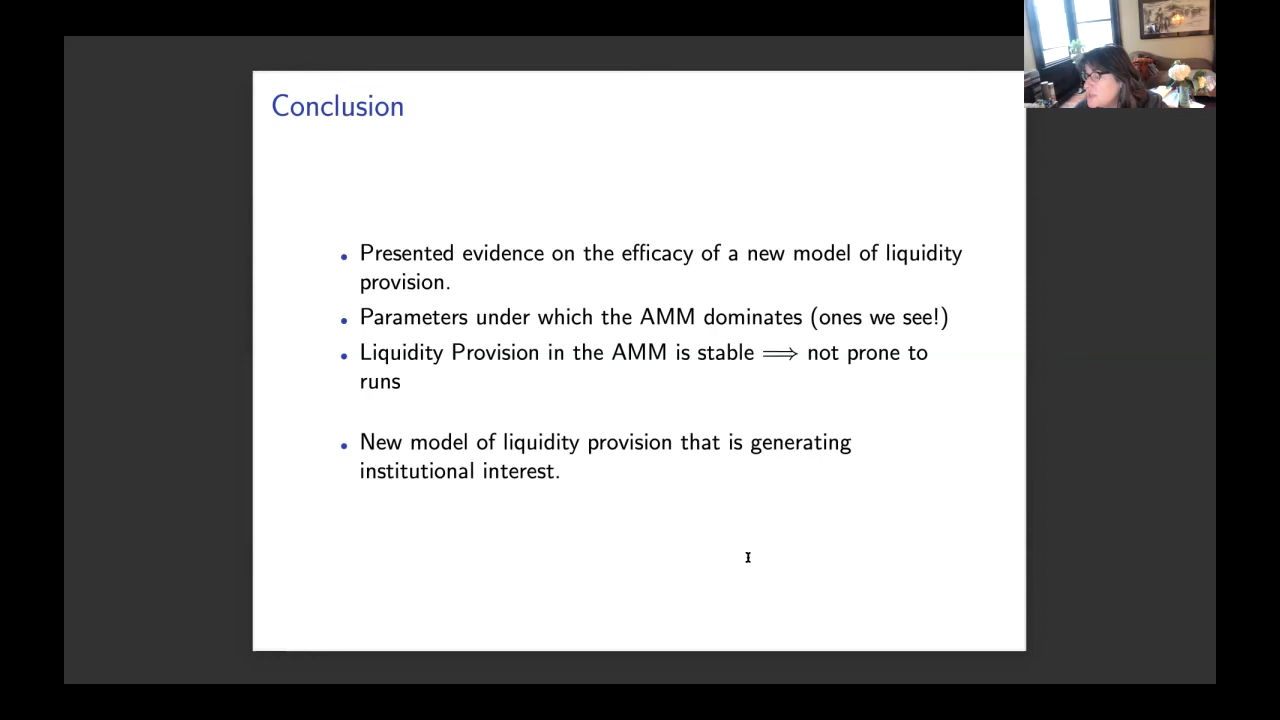 Conclusion
• Presented evidence on the efficacy of a new model of liquidity
provision.
• Parameters under which the AMM dominates (ones we see!)
• Liquidity Provision in the AMM is stable ⟹ not prone to
runs
• New model of liquidity provision that is generating
institutional interest.